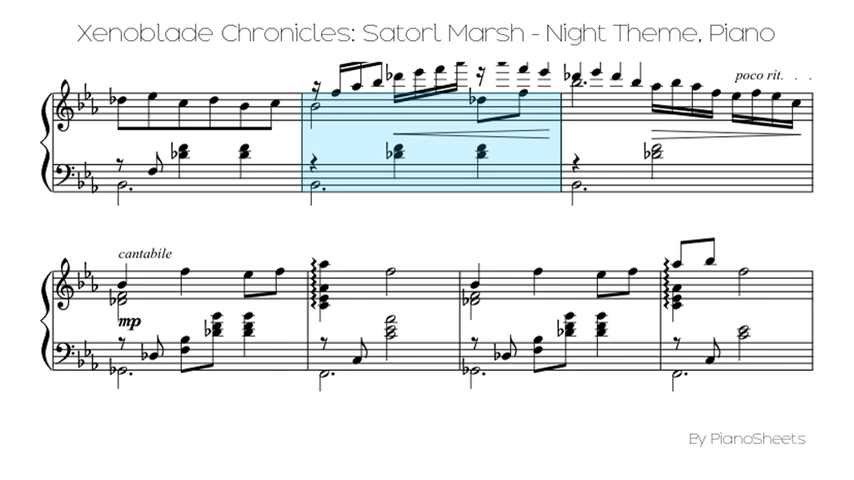 Xenoblade Chronicles: Satorl Marsh - Night Theme, Piano
poco rit. . .
cantabile
mp
By PianoSheets